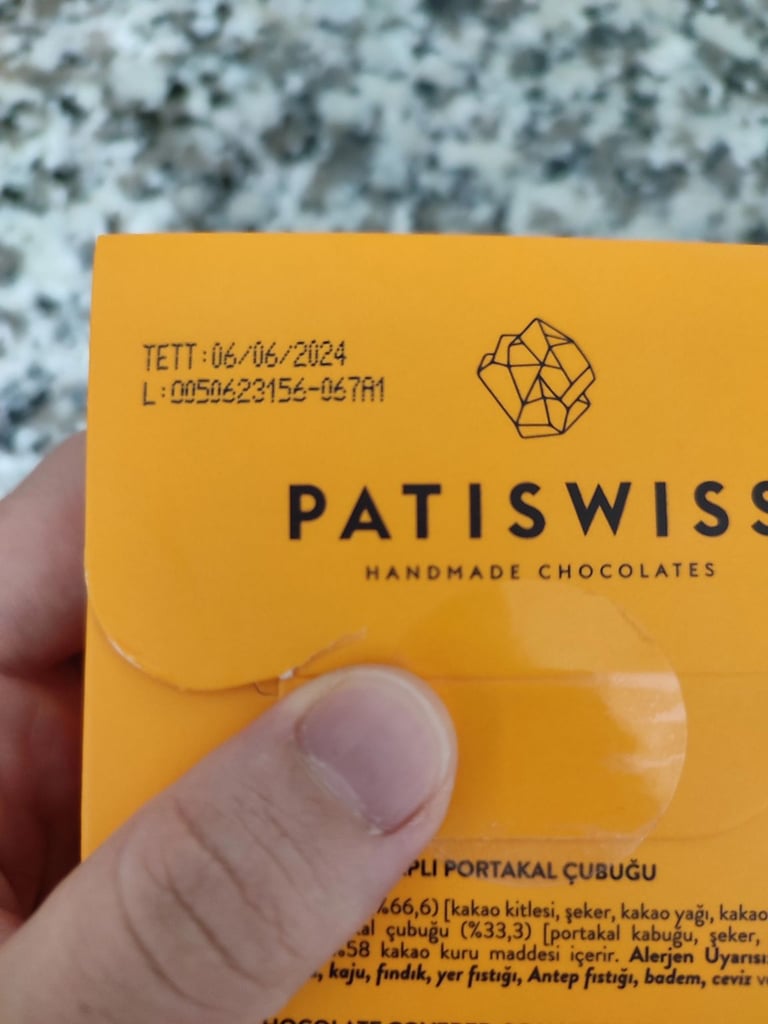 TETT:06/06/2024
L:0050623156-067A1
PATISWISS
HANDMADE CHOCOLATES
PORTAKAL ÇUBUĞU
%66,6) [kakao kitlesi, şeker, kakao yağı, kakao
çubuğu (%33,3) [portakal kabuğu, şeker,
%58 kakao kuru maddesi içerir. Alerjen Uyarısı
kaju, fındık, yer fıstığı, Antep fıstığı, badem, ceviz